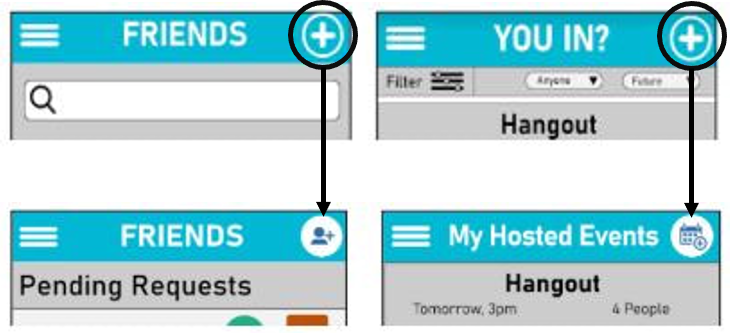 FRIENDS
YOU IN?
Filter
Anyone
Future
Hangout
FRIENDS
Pending Requests
My Hosted Events
Hangout
Tomorrow, 3pm
4 People